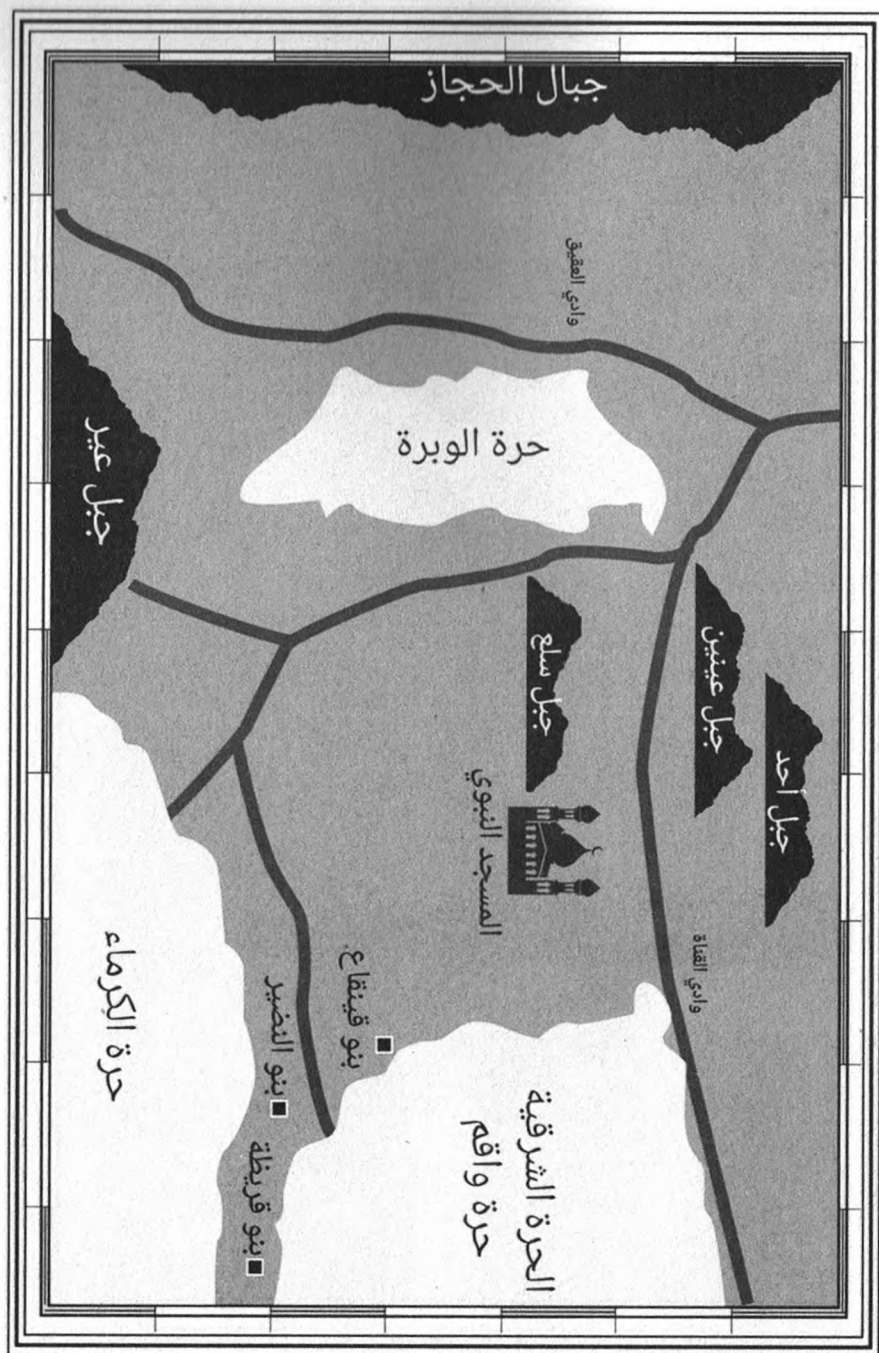 جبال الحجاز
وادي العقيق
حرة الوبرة
جبل عير
جبل سلع
جبل عينين
جبل أحد
المسجد النبوي
وادي القناة
بنو قينقاع
بنو النضير
بنو قريظة
حرة الكرماء
الحرة الشرقية
حرة واقم